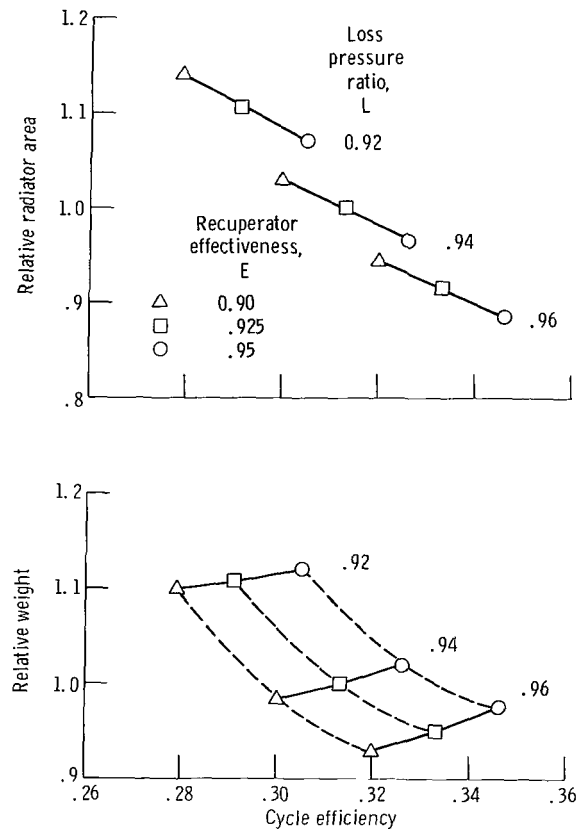 1.2
1.1
1.0
.9
.8
Relative radiator area
Loss
pressure
ratio,
L
0.92
.94
.96
Recuperator
effectiveness,
E
0.90
.925
.95
1.2
1.10
1.0
.9
Relative weight
.92
.94
.96
.26
.28
.30
.32
.34
.36
Cycle efficiency